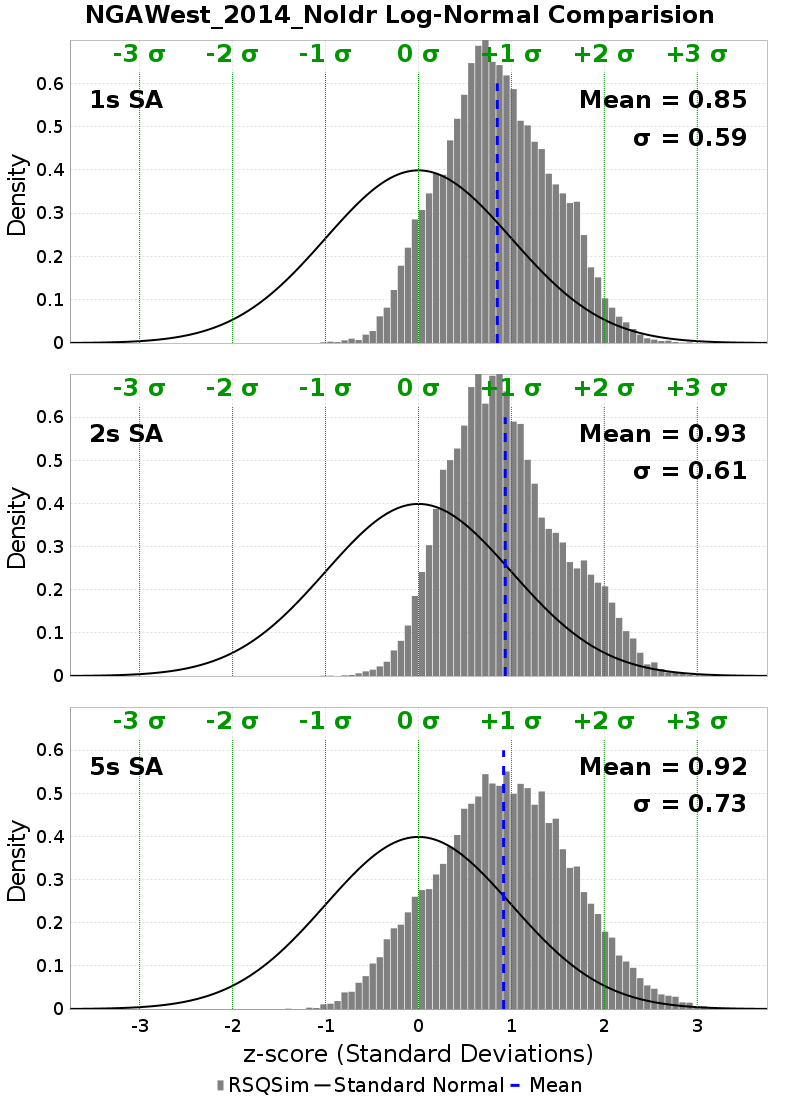 NGAWest_2014_NoIdr Log-Normal Comparision
-3 σ -2 σ -1 σ 0 σ +1 σ +2 σ +3 σ
1s SA
Mean = 0.85
σ = 0.59
Density
0.6
0.5
0.4
0.3
0.2
0.1
0
-3 σ -2 σ -1 σ 0 σ +1 σ +2 σ +3 σ
2s SA
Mean = 0.93
σ = 0.61
Density
0.6
0.5
0.4
0.3
0.2
0.1
0
-3 σ -2 σ -1 σ 0 σ +1 σ +2 σ +3 σ
5s SA
Mean = 0.92
σ = 0.73
Density
0.6
0.5
0.4
0.3
0.2
0.1
0
-3 -2 -1 0 1 2 3
z-score (Standard Deviations)
RSQSim Standard Normal Mean